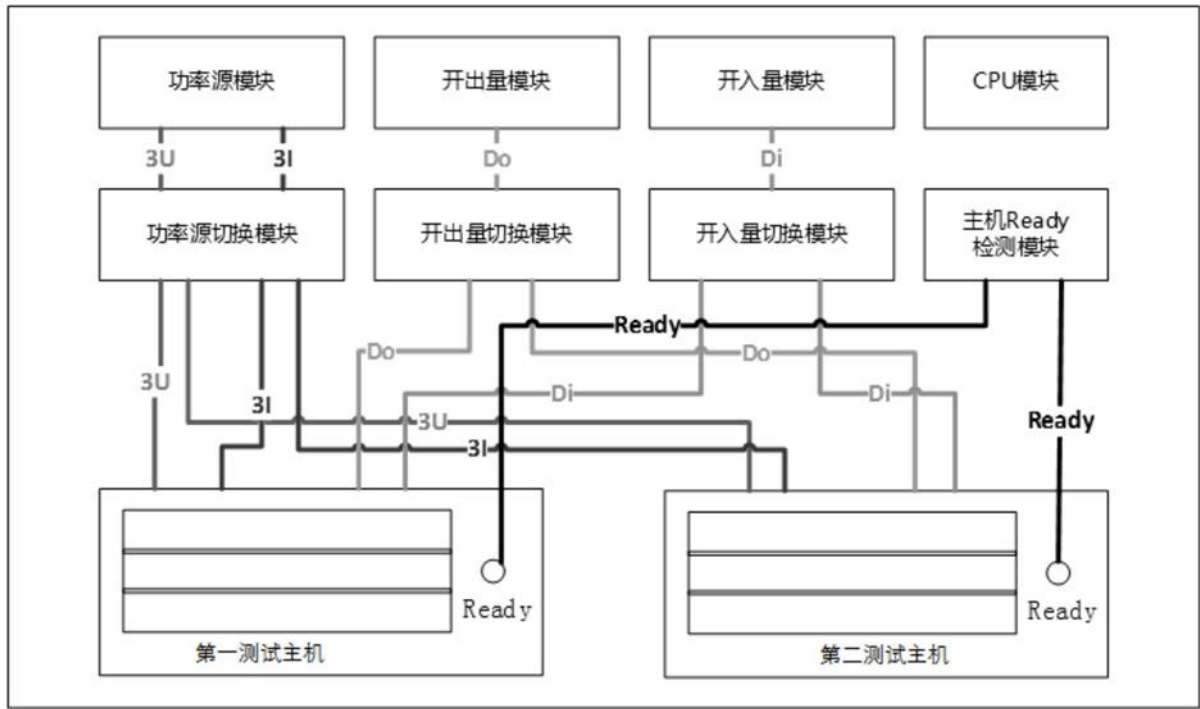 功率源模块
开出量模块
开入量模块
CPU模块
3U
3I
Do
Di
功率源切换模块
开出量切换模块
开入量切换模块
主机Ready
检测模块
Ready
Do
Do
3U
3I
Di
Di
3U
Ready
3I
Ready
Ready
第一测试主机
第二测试主机